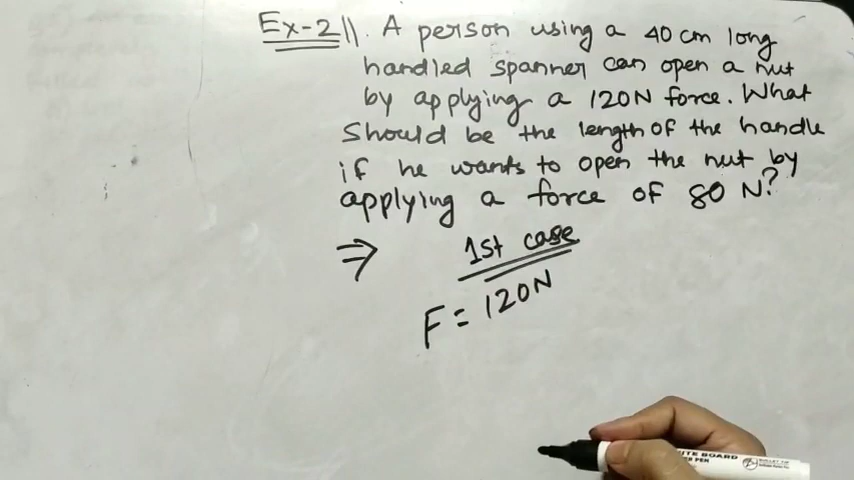 Ex-2||. A person using a 40 cm long
handled spanner can open a nut
by applying a 120N force. What
should be the length of the handle
if he wants to open the nut by
applying a force of 80 N?
⇒ 1st case
F = 120N
WHITE BOARD